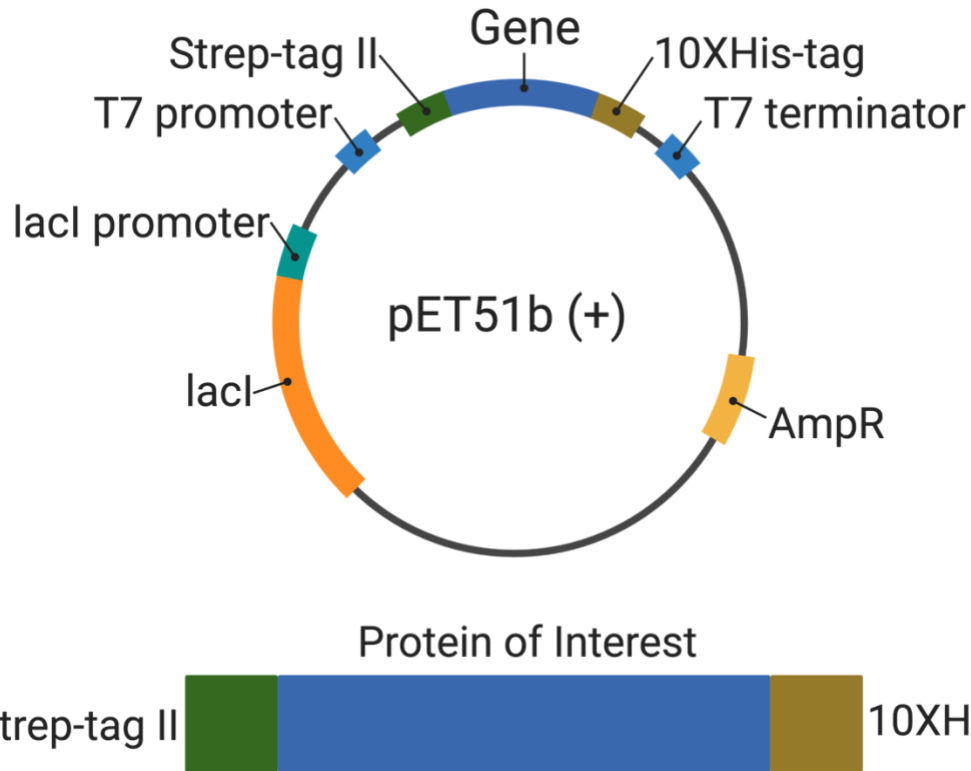 Gene
Strep-tag II
10XHis-tag
T7 promoter
T7 terminator
lacI promoter
pET51b (+)
lacI
AmpR
Protein of Interest
trep-tag II
10XH